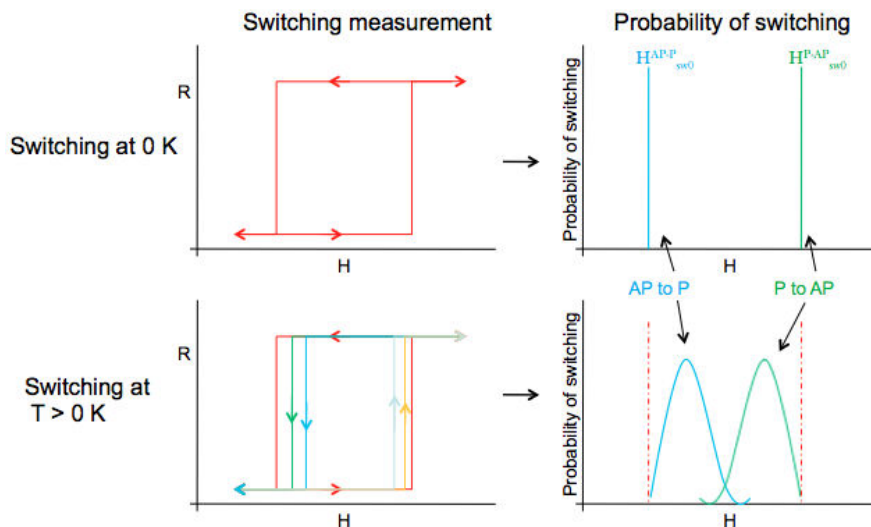 Switching measurement
Probability of switching
R
Switching at 0 K
H
Probability of switching
H^AP-P_sw0
H^P-AP_sw0
H
AP to P
P to AP
R
Switching at
T > 0 K
H
Probability of switching
H